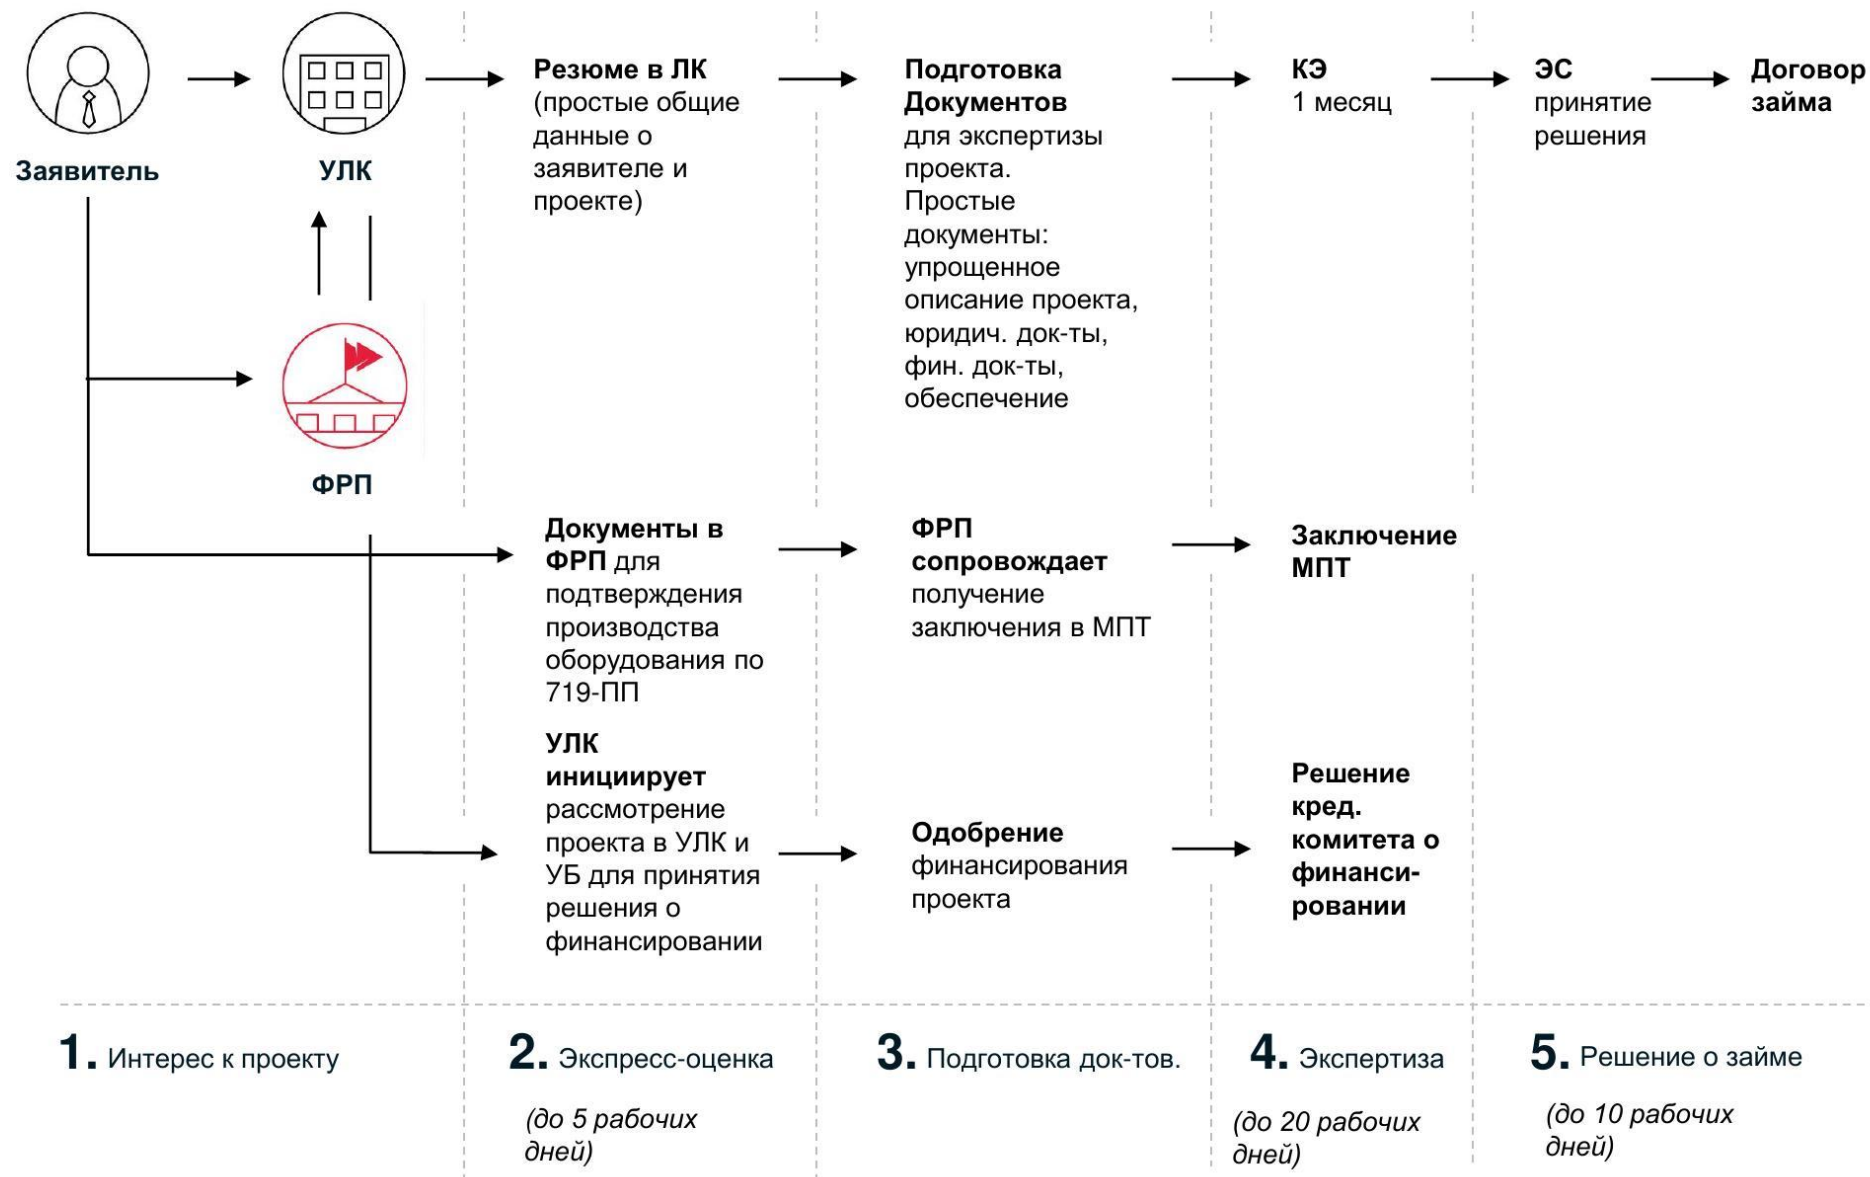 Заявитель
УЛК
ФРП
Резюме в ЛК
(простые общие
данные о
заявителе и
проекте)
Подготовка
Документов
для экспертизы
проекта.
Простые
документы:
упрощенное
описание проекта,
юридич. док-ты,
фин. док-ты,
обеспечение
КЭ
1 месяц
ЭС
принятие
решения
Договор
займа
Документы в
ФРП для
подтверждения
производства
оборудования по
719-ПП
ФРП
сопровождает
получение
заключения в МПТ
Заключение
МПТ
УЛК
инициирует
рассмотрение
проекта в УЛК и
УБ для принятия
решения о
финансировании
Одобрение
финансирования
проекта
Решение
кред.
комитета о
финанси-
ровании
1. Интерес к проекту
2. Экспресс-оценка
(до 5 рабочих
дней)
3. Подготовка док-тов.
4. Экспертиза
(до 20 рабочих
дней)
5. Решение о займе
(до 10 рабочих
дней)